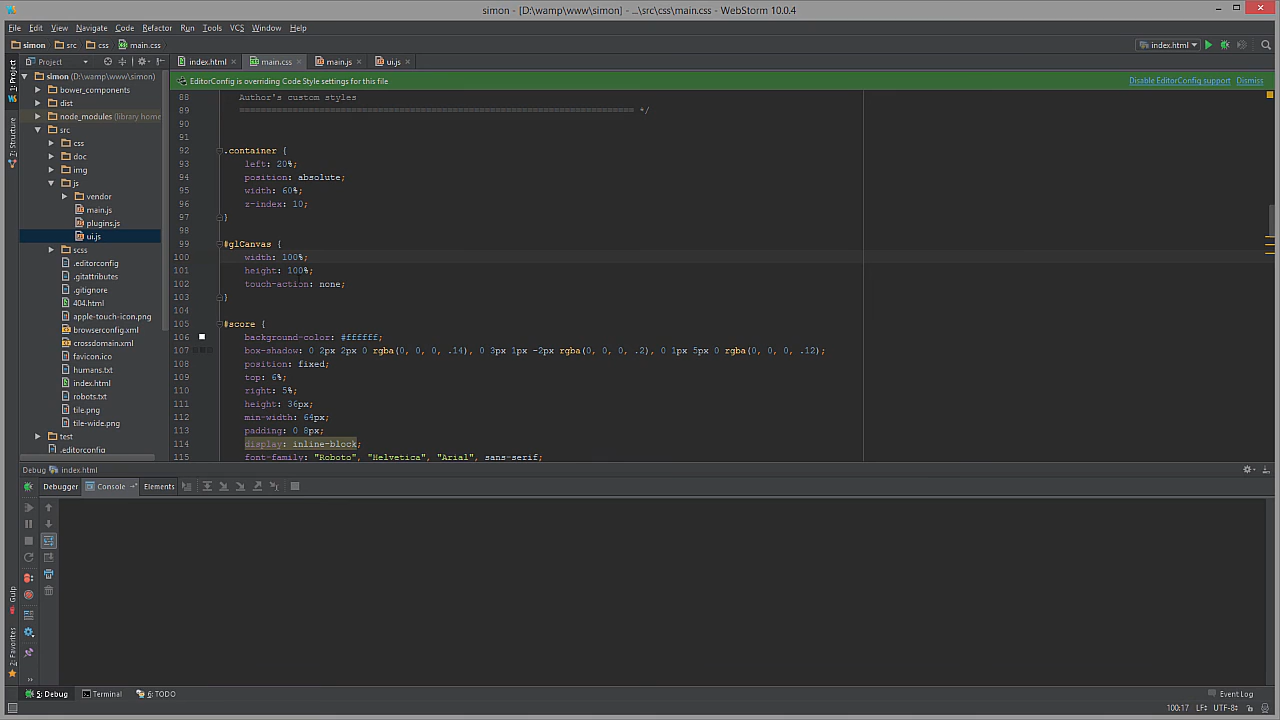 simon - [D:\wamp\www\simon] - ...\src\css\main.css - WebStorm 10.0.4
File Edit View Navigate Code Refactor Run Tools VCS Window Help
simon src css main.css index.html
Project index.html main.css main.js ui.js
1: Project
7: Structure
Gulp
2: Favorites
simon (D:\wamp\www\simon)
bower_components
dist
node_modules (library home
src
css
doc
img
js
vendor
main.js
plugins.js
ui.js
scss
.editorconfig
.gitattributes
.gitignore
404.html
apple-touch-icon.png
browserconfig.xml
crossdomain.xml
favicon.ico
humans.txt
index.html
robots.txt
tile.png
tile-wide.png
test
.editorconfig
EditorConfig is overriding Code Style settings for this file. Disable EditorConfig support Dismiss
88 Author's custom styles
89 ========================================================================== */
90
91
92 .container {
93 left: 20%;
94 position: absolute;
95 width: 60%;
96 z-index: 10;
97 }
98
99 #glCanvas {
100 width: 100%;
101 height: 100%;
102 touch-action: none;
103 }
104
105 #score {
106 background-color: #ffffff;
107 box-shadow: 0 2px 2px 0 rgba(0, 0, 0, .14), 0 3px 1px -2px rgba(0, 0, 0, .2), 0 1px 5px 0 rgba(0, 0, 0, .12);
108 position: fixed;
109 top: 6%;
110 right: 5%;
111 height: 36px;
112 min-width: 64px;
113 padding: 0 8px;
114 display: inline-block;
115 font-family: "Roboto", "Helvetica", "Arial", sans-serif;
Debug index.html
Debugger Console Elements
5: Debug Terminal 6: TODO Event Log
100:17 LF UTF-8